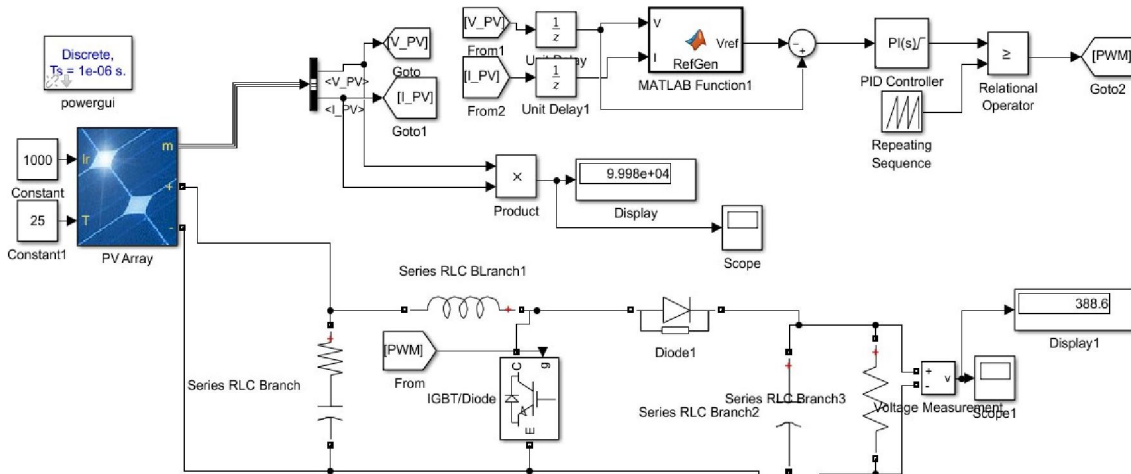 Discrete,
Ts = 1e-06 s.
powergui
1000
Constant
25
Constant1
Ir
T
m
+
-
PV Array
<V_PV>
<I_PV>
[V_PV]
Goto
[I_PV]
Goto1
×
Product
9.998e+04
Display
Scope
[V_PV]
From1
1
z
Unit Delay
[I_PV]
From2
1
z
Unit Delay1
V
I
Vref
RefGen
MATLAB Function1
PI(s)
PID Controller
Repeating
Sequence
≥
Relational
Operator
[PWM]
Goto2
Series RLC BLranch1
Series RLC Branch
[PWM]
From
C
g
E
IGBT/Diode
Diode1
Series RLC Branch2
Series RLC Branch3
+
-
v
Voltage Measurement
Scope1
388.6
Display1